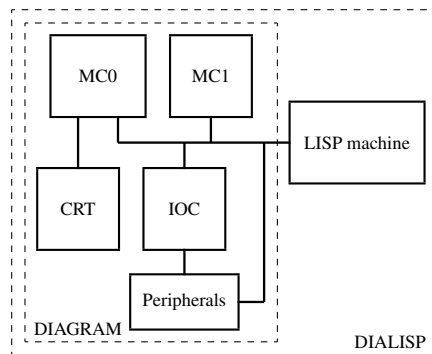 MC0
MC1
LISP machine
CRT
IOC
Peripherals
DIAGRAM
DIALISP